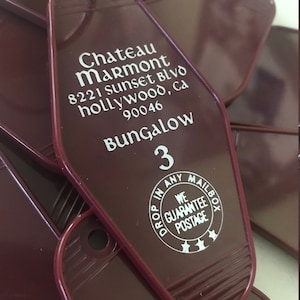 Chateau
Marmont
8221 Sunset Blvd
Hollywood, CA
90046
Bungalow
3
DROP IN ANY MAILBOX
WE
GUARANTEE
POSTAGE